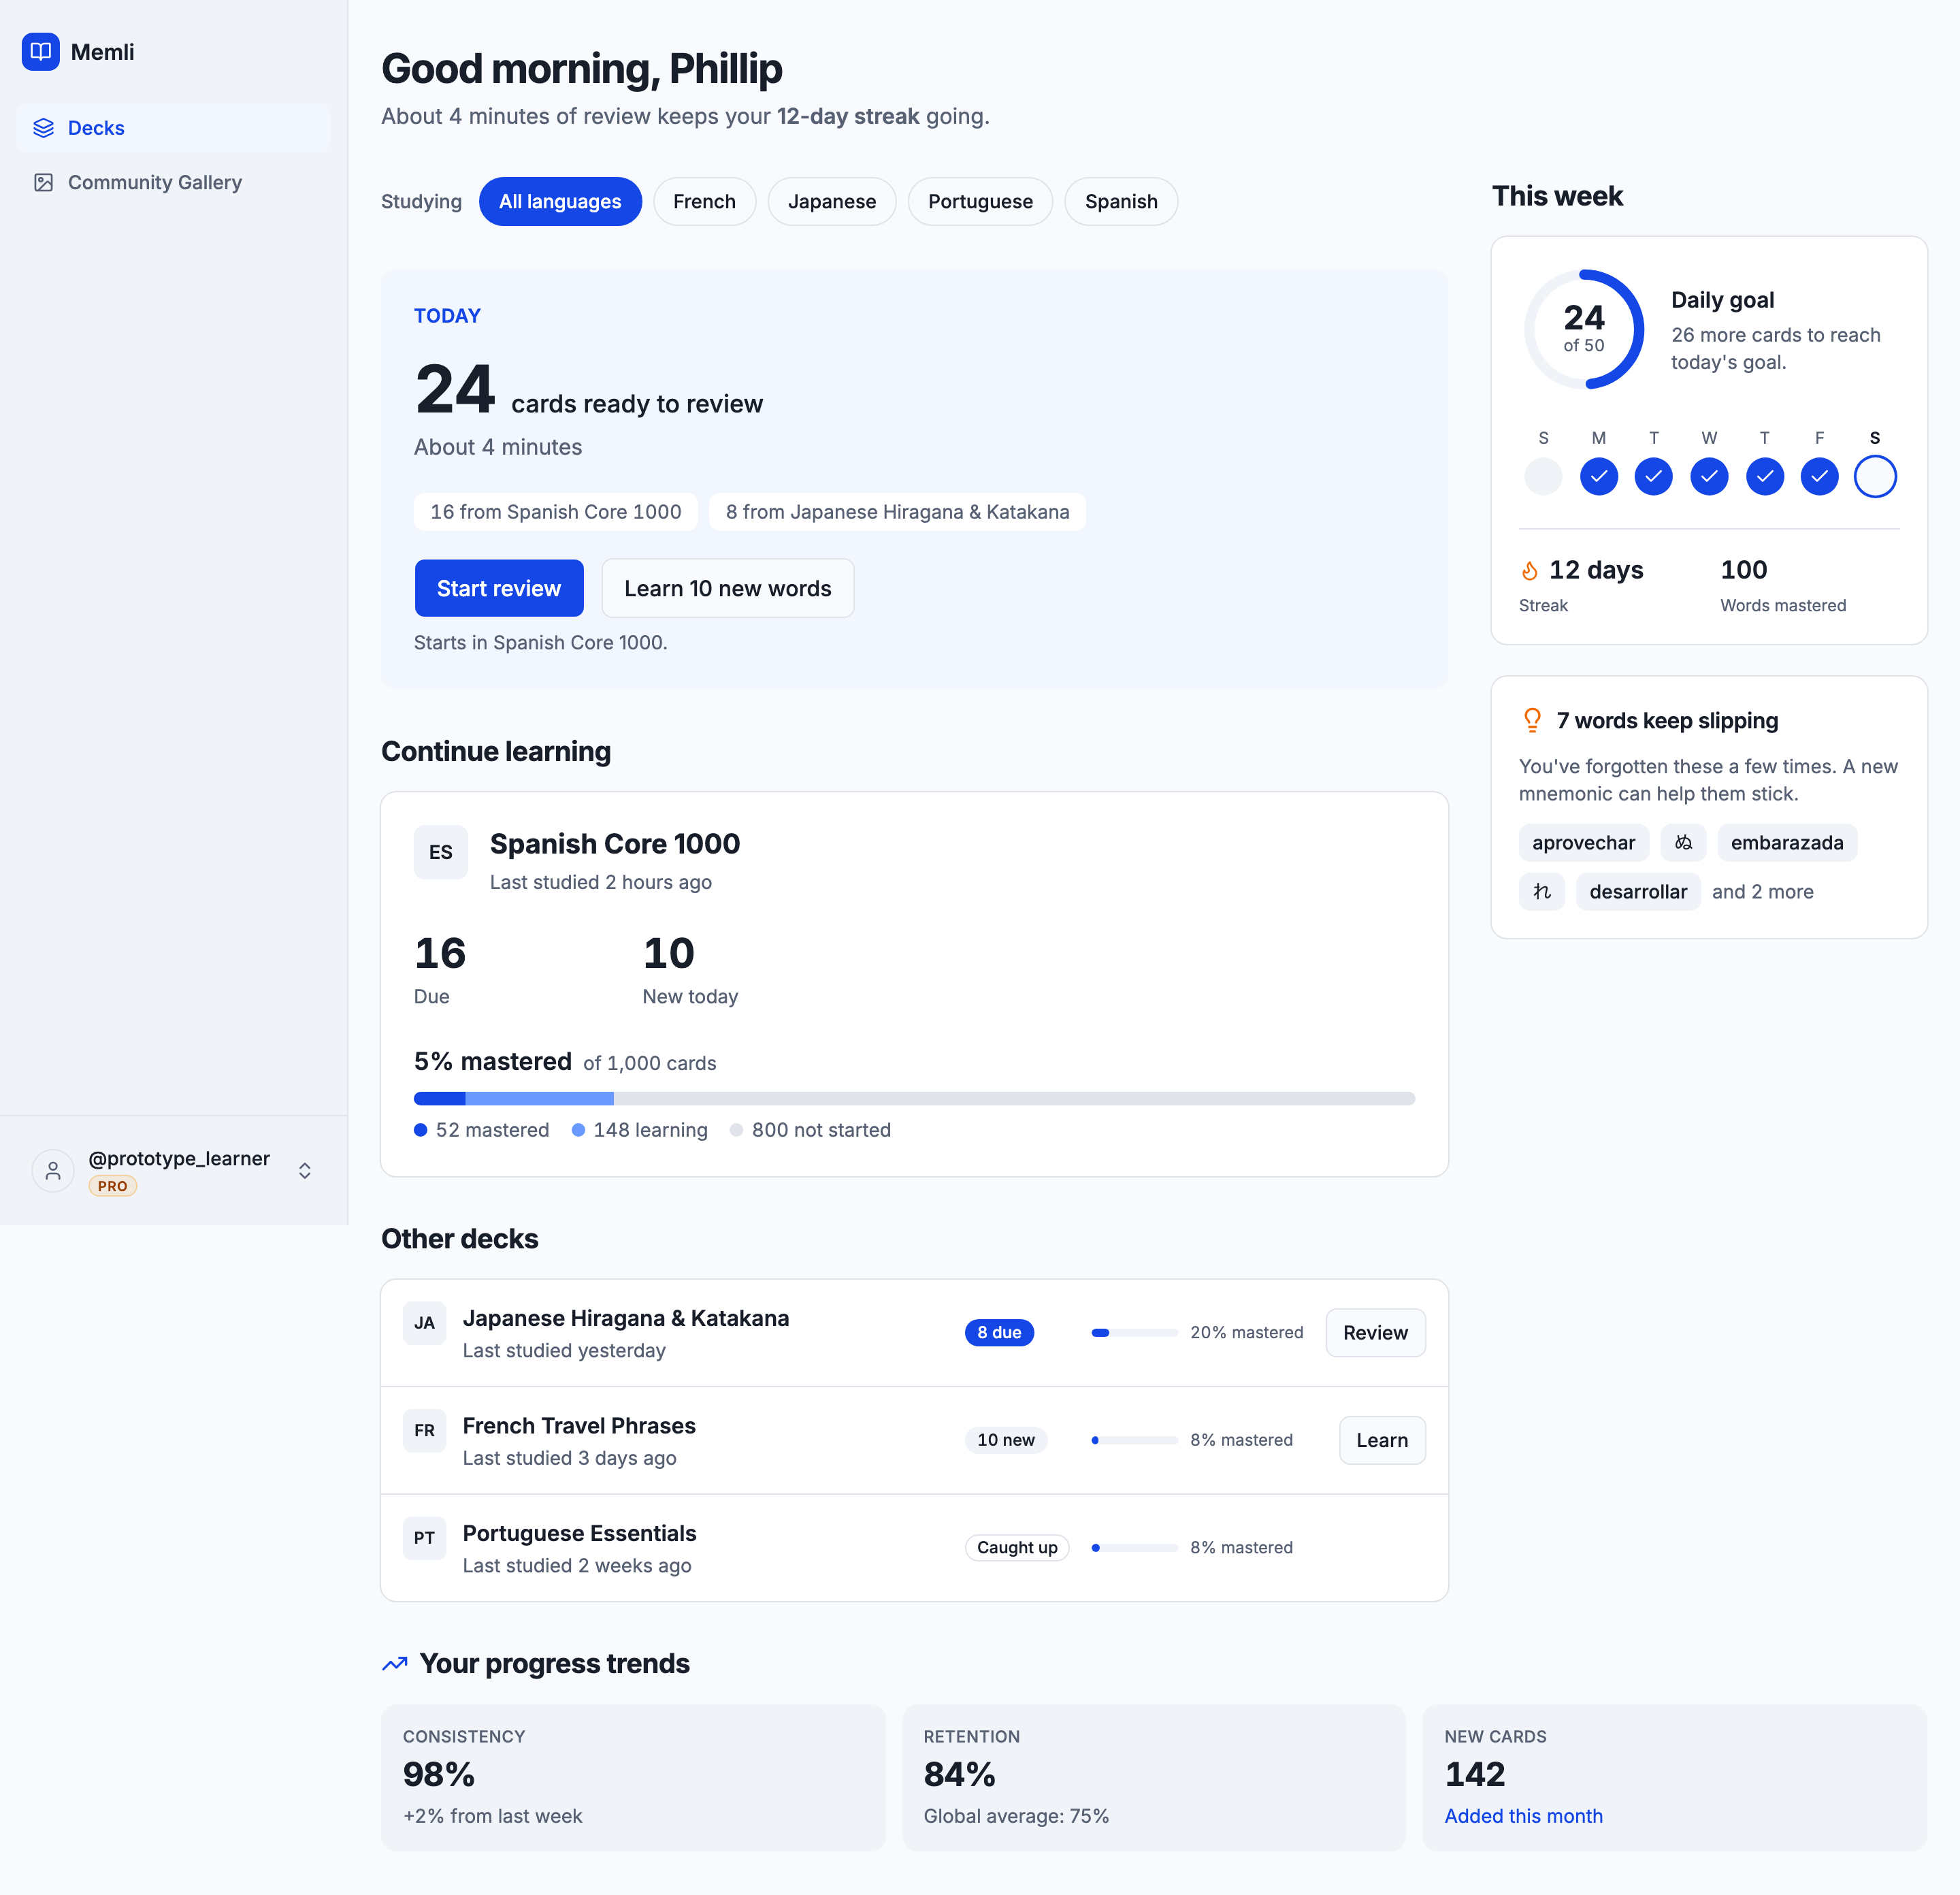 Memli
Decks
Community Gallery
@prototype_learner
PRO
Good morning, Phillip
About 4 minutes of review keeps your 12-day streak going.
Studying
All languages
French
Japanese
Portuguese
Spanish
TODAY
24 cards ready to review
About 4 minutes
16 from Spanish Core 1000
8 from Japanese Hiragana & Katakana
Start review
Learn 10 new words
Starts in Spanish Core 1000.
Continue learning
ES
Spanish Core 1000
Last studied 2 hours ago
16
Due
10
New today
5% mastered of 1,000 cards
52 mastered
148 learning
800 not started
Other decks
JA
Japanese Hiragana & Katakana
Last studied yesterday
8 due
20% mastered
Review
FR
French Travel Phrases
Last studied 3 days ago
10 new
8% mastered
Learn
PT
Portuguese Essentials
Last studied 2 weeks ago
Caught up
8% mastered
This week
24
of 50
Daily goal
26 more cards to reach
today's goal.
S M T W T F S
12 days
Streak
100
Words mastered
7 words keep slipping
You've forgotten these a few times. A new
mnemonic can help them stick.
aprovechar
ぬ
embarazada
れ
desarrollar
and 2 more
Your progress trends
CONSISTENCY
98%
+2% from last week
RETENTION
84%
Global average: 75%
NEW CARDS
142
Added this month